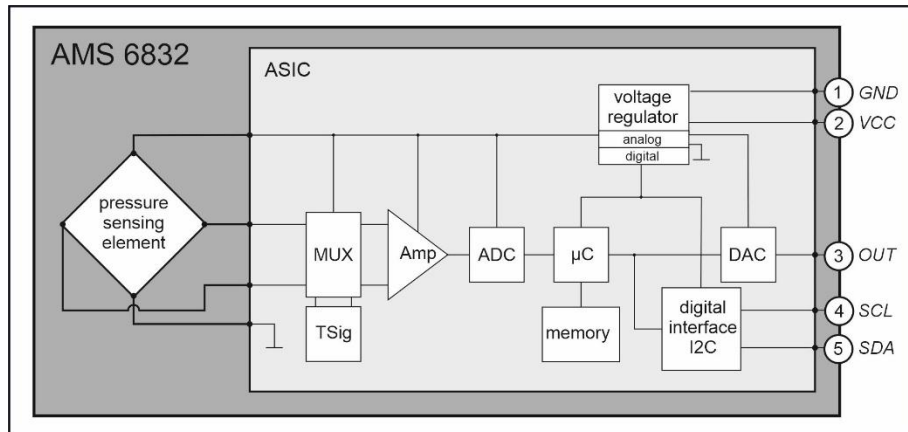 AMS 6832
ASIC
voltage
regulator
analog
digital
1 GND
2 VCC
pressure
sensing
element
MUX
Amp
ADC
µC
DAC
3 OUT
TSig
memory
digital
interface
I2C
4 SCL
5 SDA